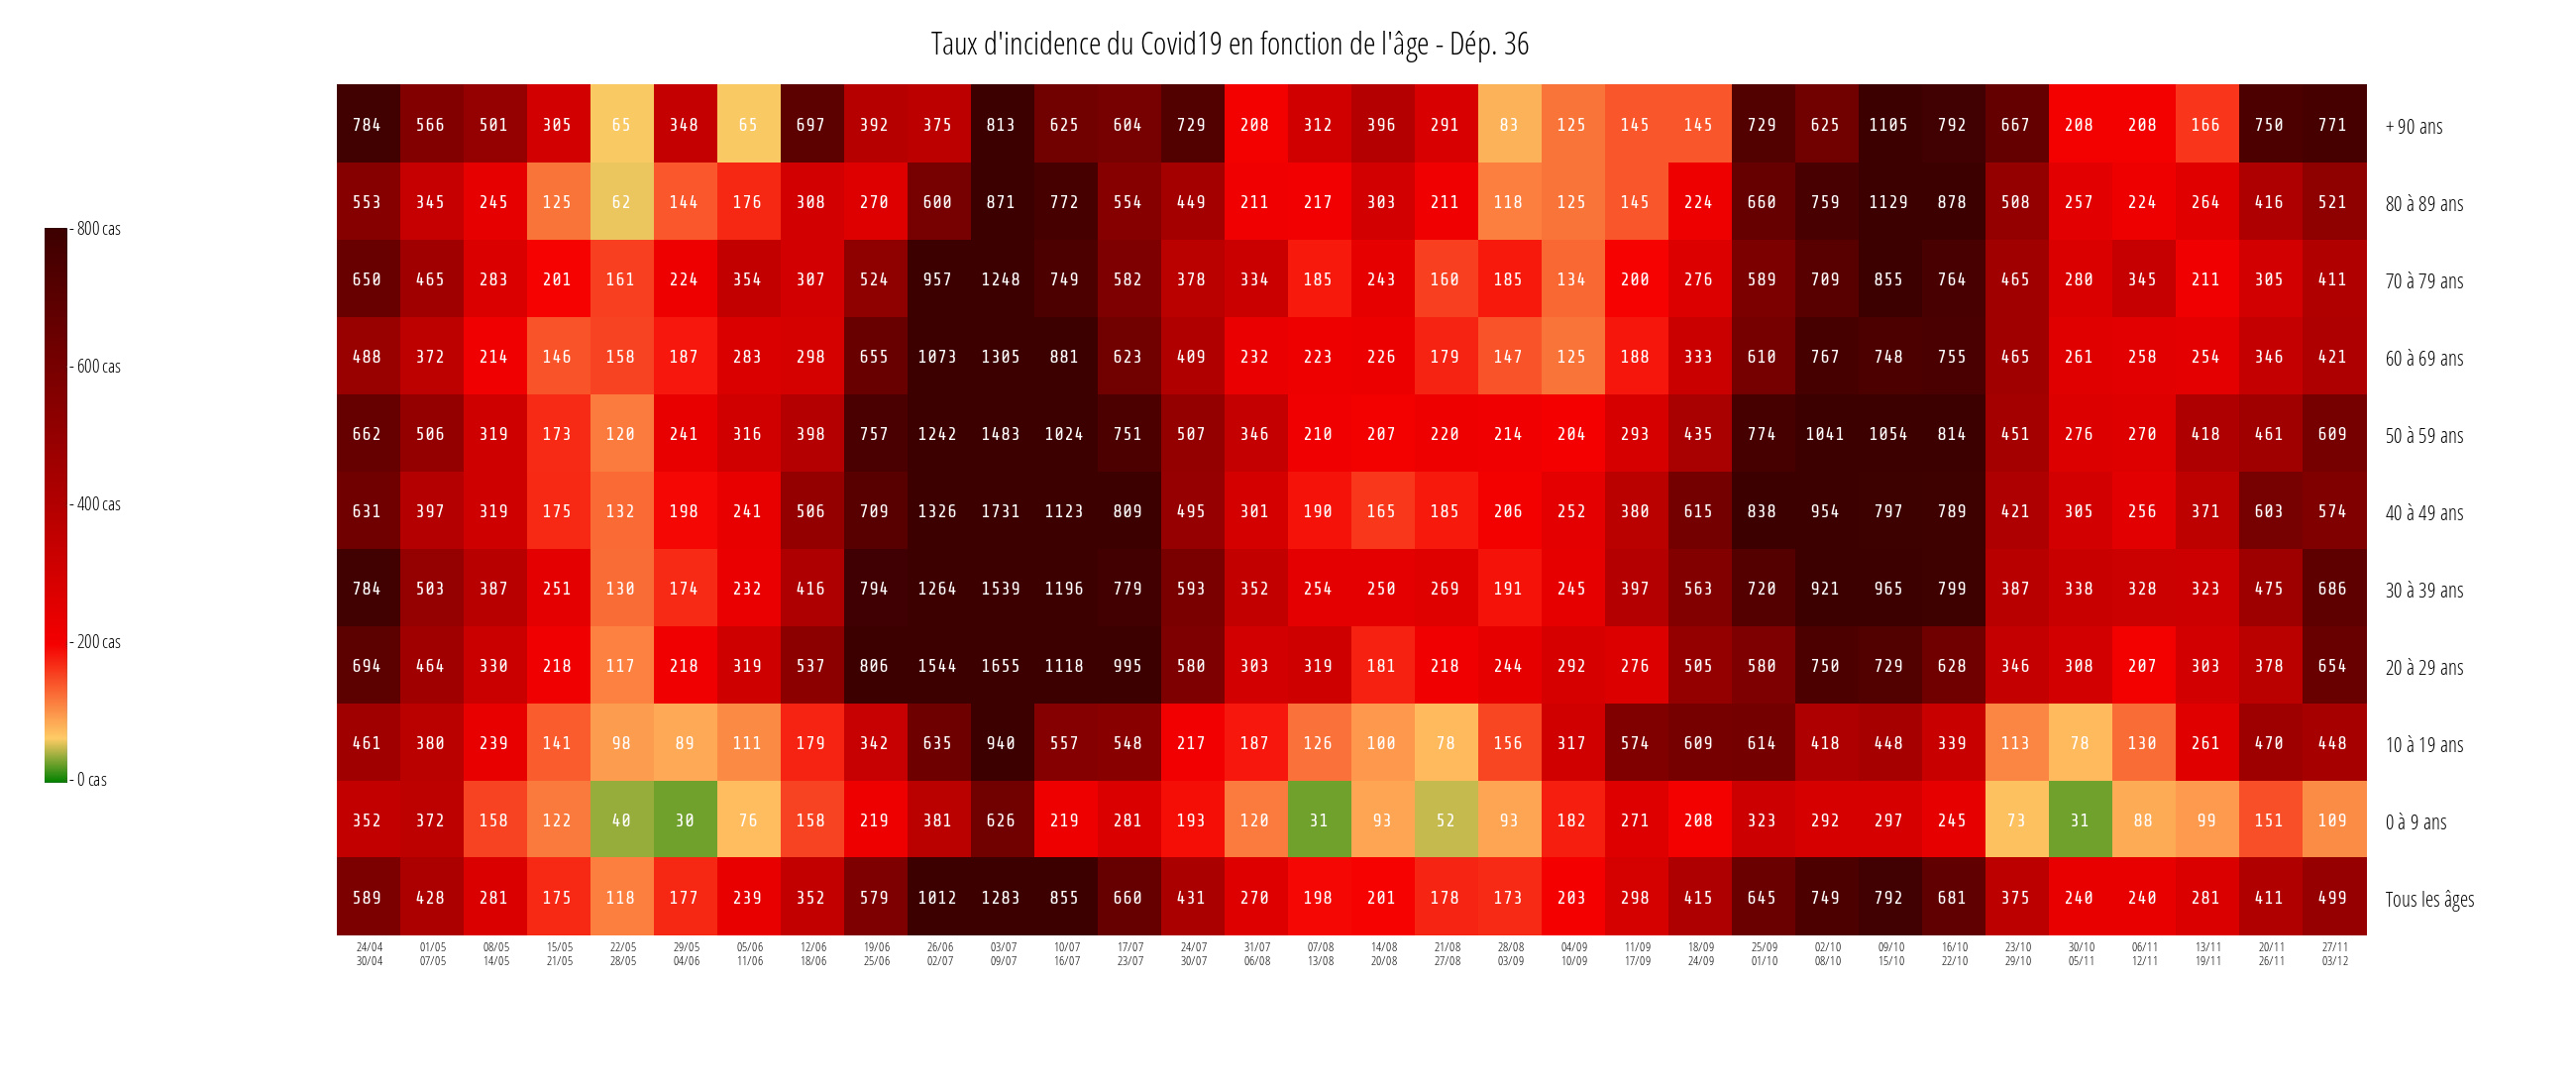 Taux d'incidence du Covid19 en fonction de l'âge - Dép. 36
784 566 501 305 65 348 65 697 392 375 813 625 604 729 208 312 396 291 83 125 145 145 729 625 1105 792 667 208 208 166 750 771 + 90 ans
553 345 245 125 62 144 176 308 270 600 871 772 554 449 211 217 303 211 118 125 145 224 660 759 1129 878 508 257 224 264 416 521 80 à 89 ans
650 465 283 201 161 224 354 307 524 957 1248 749 582 378 334 185 243 160 185 134 200 276 589 709 855 764 465 280 345 211 305 411 70 à 79 ans
488 372 214 146 158 187 283 298 655 1073 1305 881 623 409 232 223 226 179 147 125 188 333 610 767 748 755 465 261 258 254 346 421 60 à 69 ans
662 506 319 173 120 241 316 398 757 1242 1483 1024 751 507 346 210 207 220 214 204 293 435 774 1041 1054 814 451 276 270 418 461 609 50 à 59 ans
631 397 319 175 132 198 241 506 709 1326 1731 1123 809 495 301 190 165 185 206 252 380 615 838 954 797 789 421 305 256 371 603 574 40 à 49 ans
784 503 387 251 130 174 232 416 794 1264 1539 1196 779 593 352 254 250 269 191 245 397 563 720 921 965 799 387 338 328 323 475 686 30 à 39 ans
694 464 330 218 117 218 319 537 806 1544 1655 1118 995 580 303 319 181 218 244 292 276 505 580 750 729 628 346 308 207 303 378 654 20 à 29 ans
461 380 239 141 98 89 111 179 342 635 940 557 548 217 187 126 100 78 156 317 574 609 614 418 448 339 113 78 130 261 470 448 10 à 19 ans
352 372 158 122 40 30 76 158 219 381 626 219 281 193 120 31 93 52 93 182 271 208 323 292 297 245 73 31 88 99 151 109 0 à 9 ans
589 428 281 175 118 177 239 352 579 1012 1283 855 660 431 270 198 201 178 173 203 298 415 645 749 792 681 375 240 240 281 411 499 Tous les âges
24/04 01/05 08/05 15/05 22/05 29/05 05/06 12/06 19/06 26/06 03/07 10/07 17/07 24/07 31/07 07/08 14/08 21/08 28/08 04/09 11/09 18/09 25/09 02/10 09/10 16/10 23/10 30/10 06/11 13/11 20/11 27/11
30/04 07/05 14/05 21/05 28/05 04/06 11/06 18/06 25/06 02/07 09/07 16/07 23/07 30/07 06/08 13/08 20/08 27/08 03/09 10/09 17/09 24/09 01/10 08/10 15/10 22/10 29/10 05/11 12/11 19/11 26/11 03/12
- 800 cas
- 600 cas
- 400 cas
- 200 cas
- 0 cas